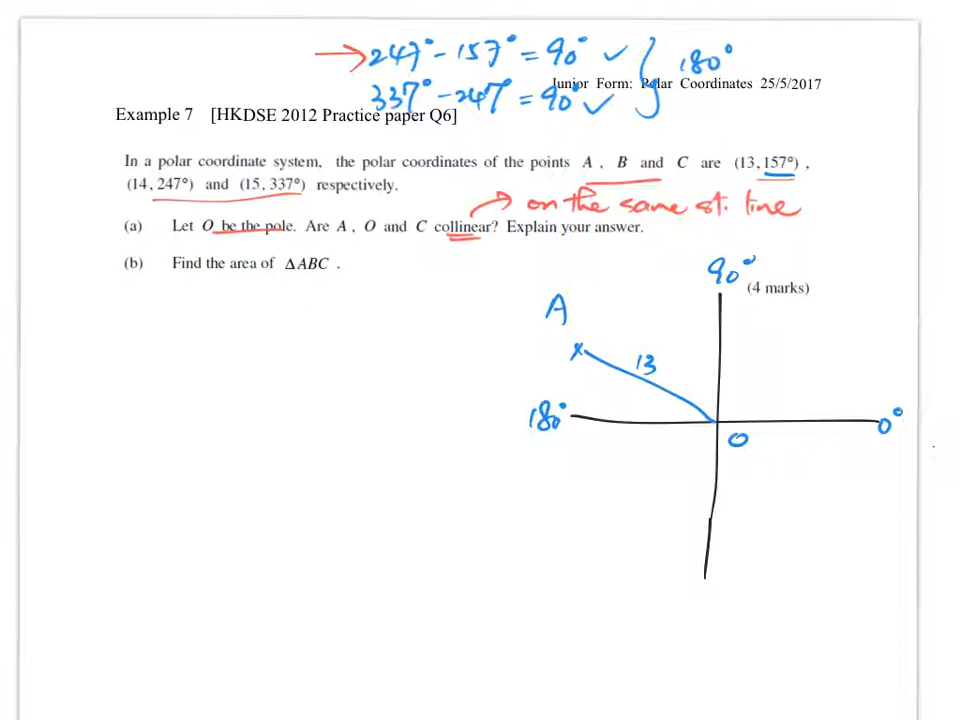 → 247° - 157° = 90° ✓ } 180°
337° - 247° = 90° ✓
Junior Form: Polar Coordinates 25/5/2017
Example 7 [HKDSE 2012 Practice paper Q6]
In a polar coordinate system, the polar coordinates of the points A , B and C are (13,157°) ,
(14,247°) and (15,337°) respectively.
→ on the same st. line
(a) Let O be the pole. Are A , O and C collinear? Explain your answer.
(b) Find the area of ΔABC .
90°
(4 marks)
A
13
180°
0°
O